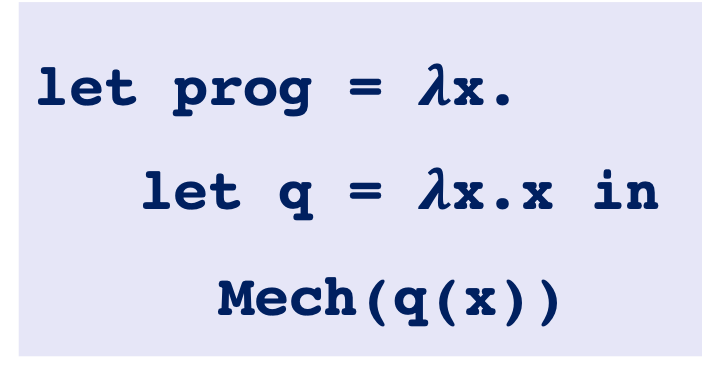 let prog = λx.
let q = λx.x in
Mech(q(x))